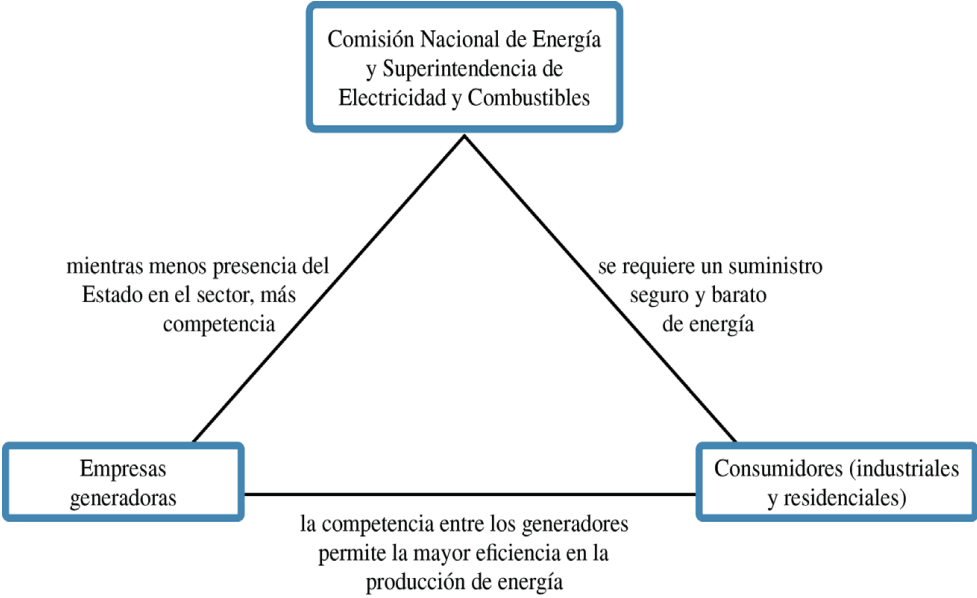 Comisión Nacional de Energía
y Superintendencia de
Electricidad y Combustibles
mientras menos presencia del
Estado en el sector, más
competencia
se requiere un suministro
seguro y barato
de energía
Empresas
generadoras
Consumidores (industriales
y residenciales)
la competencia entre los generadores
permite la mayor eficiencia en la
producción de energía